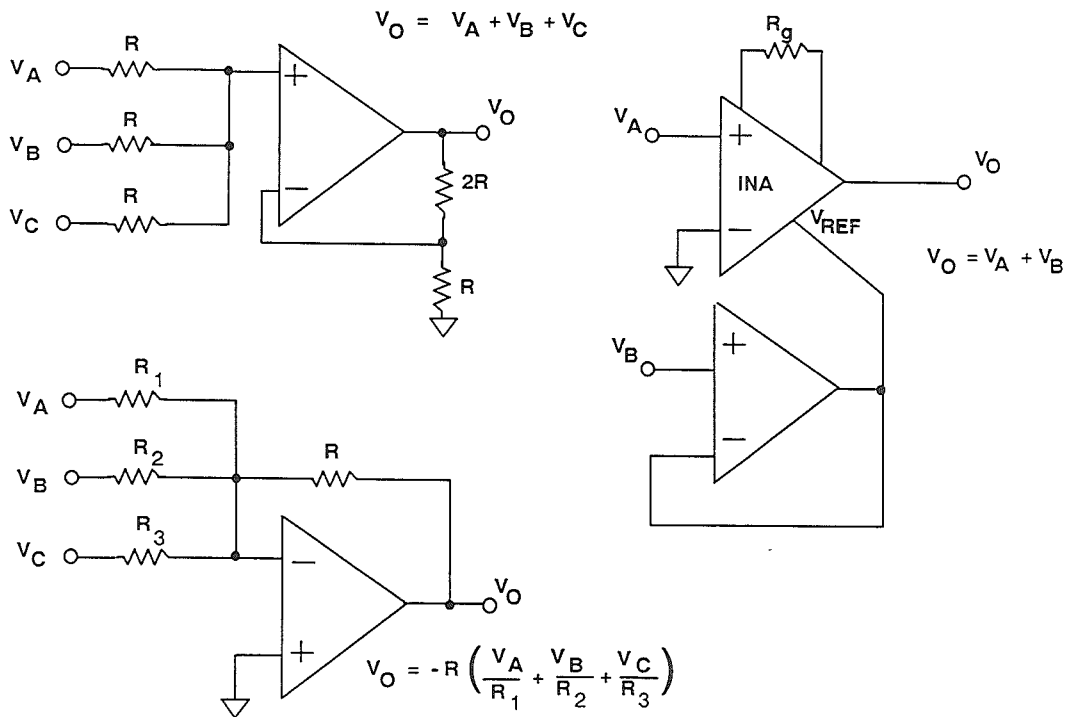 V_O = V_A + V_B + V_C
V_A R
V_B R
V_C R
+
−
V_O
2R
R
R_g
V_A
+
INA
−
V_O
V_REF
V_O = V_A + V_B
V_B
+
−
V_A R_1
V_B R_2
V_C R_3
R
−
+
V_O
V_O = - R ( V_A/R_1 + V_B/R_2 + V_C/R_3 )